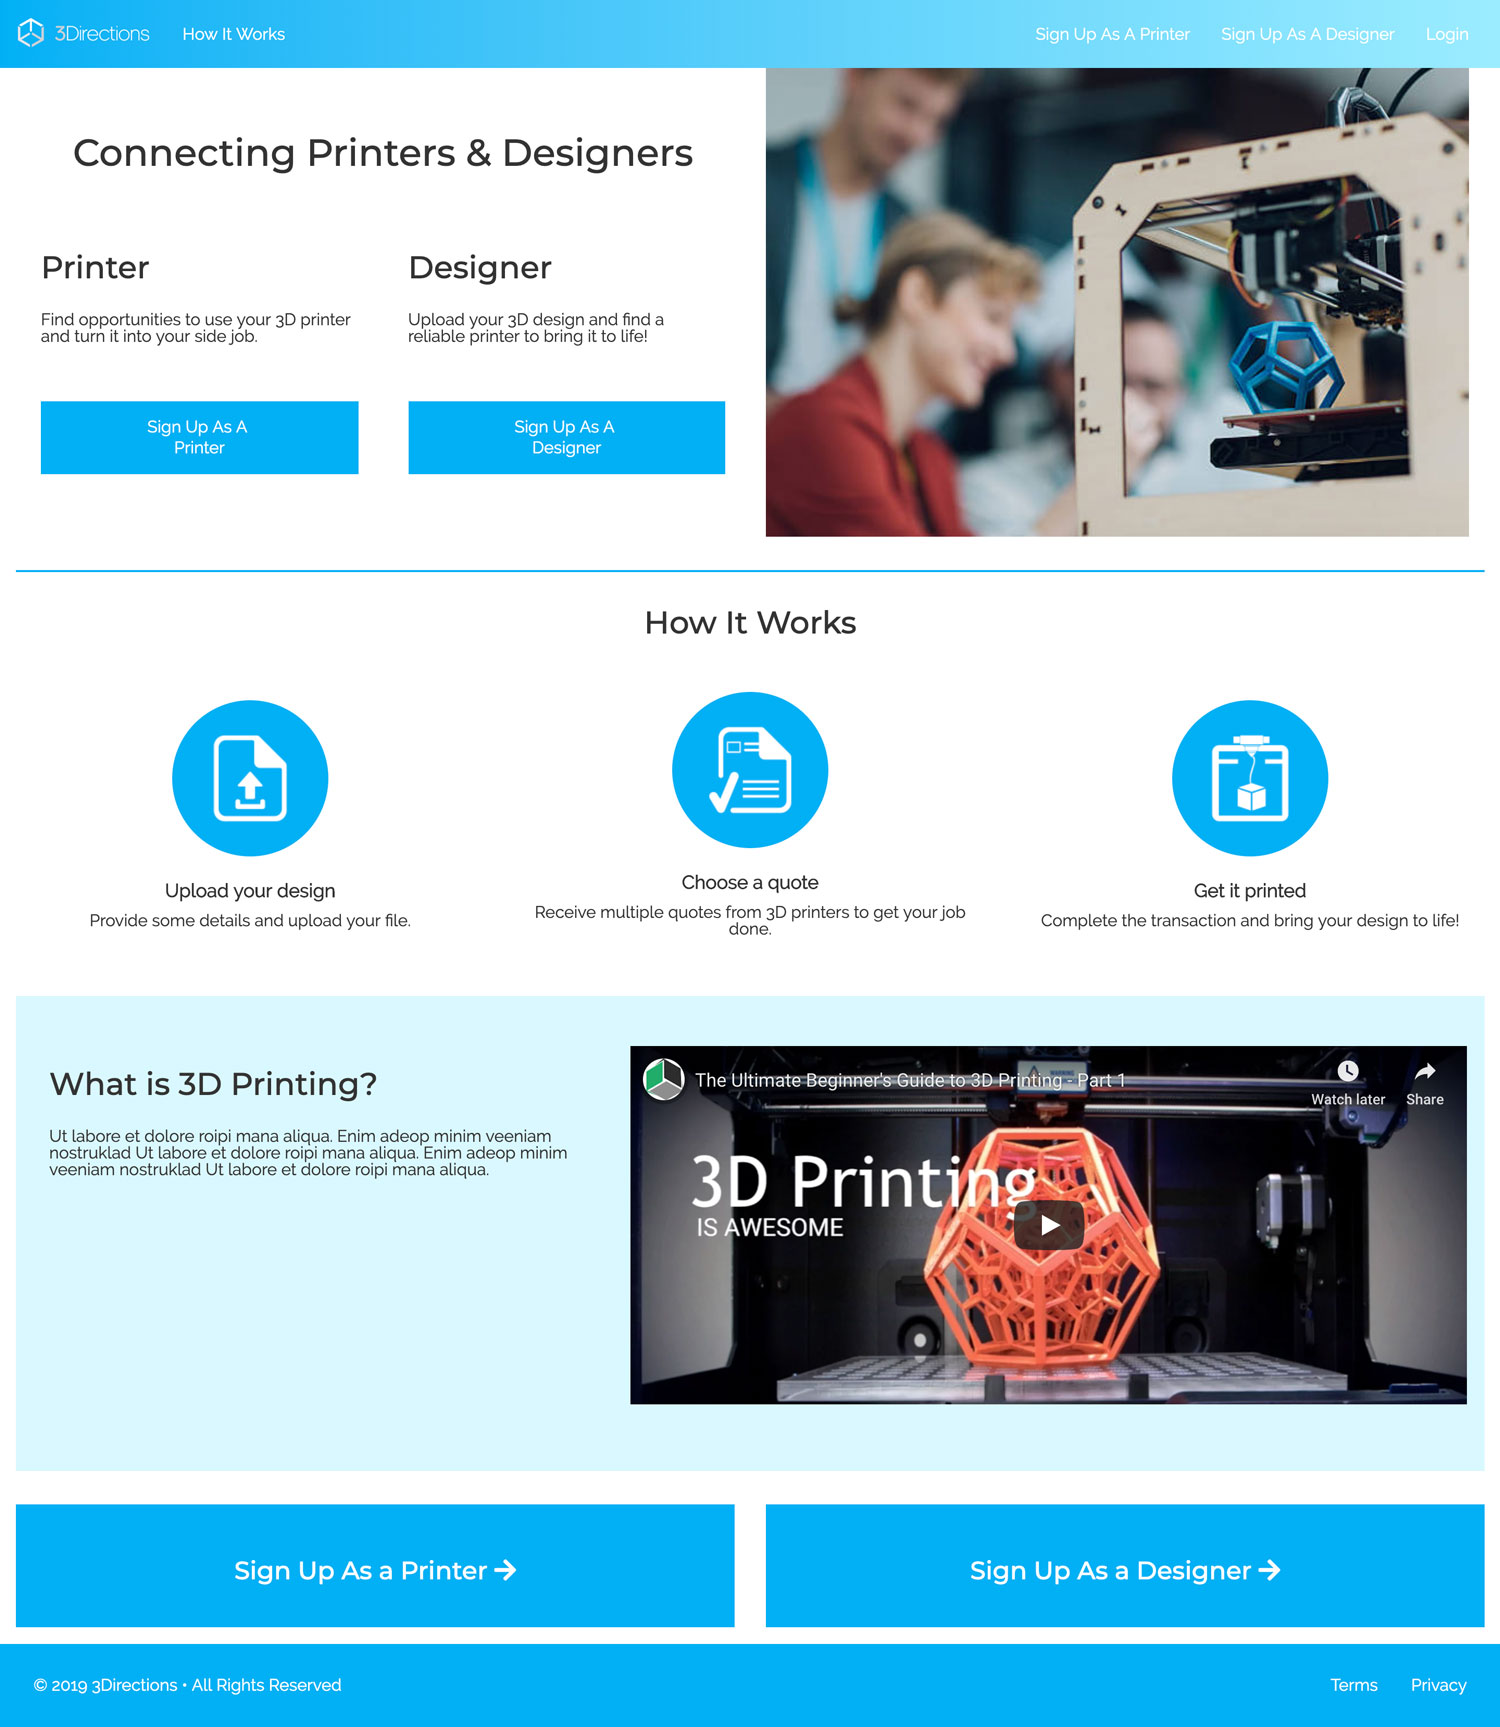 3Directions
How It Works
Sign Up As A Printer
Sign Up As A Designer
Login
Connecting Printers & Designers
Printer
Find opportunities to use your 3D printer
and turn it into your side job.
Sign Up As A
Printer
Designer
Upload your 3D design and find a
reliable printer to bring it to life!
Sign Up As A
Designer
How It Works
Upload your design
Provide some details and upload your file.
Choose a quote
Receive multiple quotes from 3D printers to get your job
done.
Get it printed
Complete the transaction and bring your design to life!
What is 3D Printing?
Ut labore et dolore roipi mana aliqua. Enim adeop minim veeniam
nostruklad Ut labore et dolore roipi mana aliqua. Enim adeop minim
veeniam nostruklad Ut labore et dolore roipi mana aliqua.
The Ultimate Beginner's Guide to 3D Printing - Part 1
Watch later
Share
WARNING
3D Printing
IS AWESOME
Sign Up As a Printer →
Sign Up As a Designer →
© 2019 3Directions • All Rights Reserved
Terms
Privacy